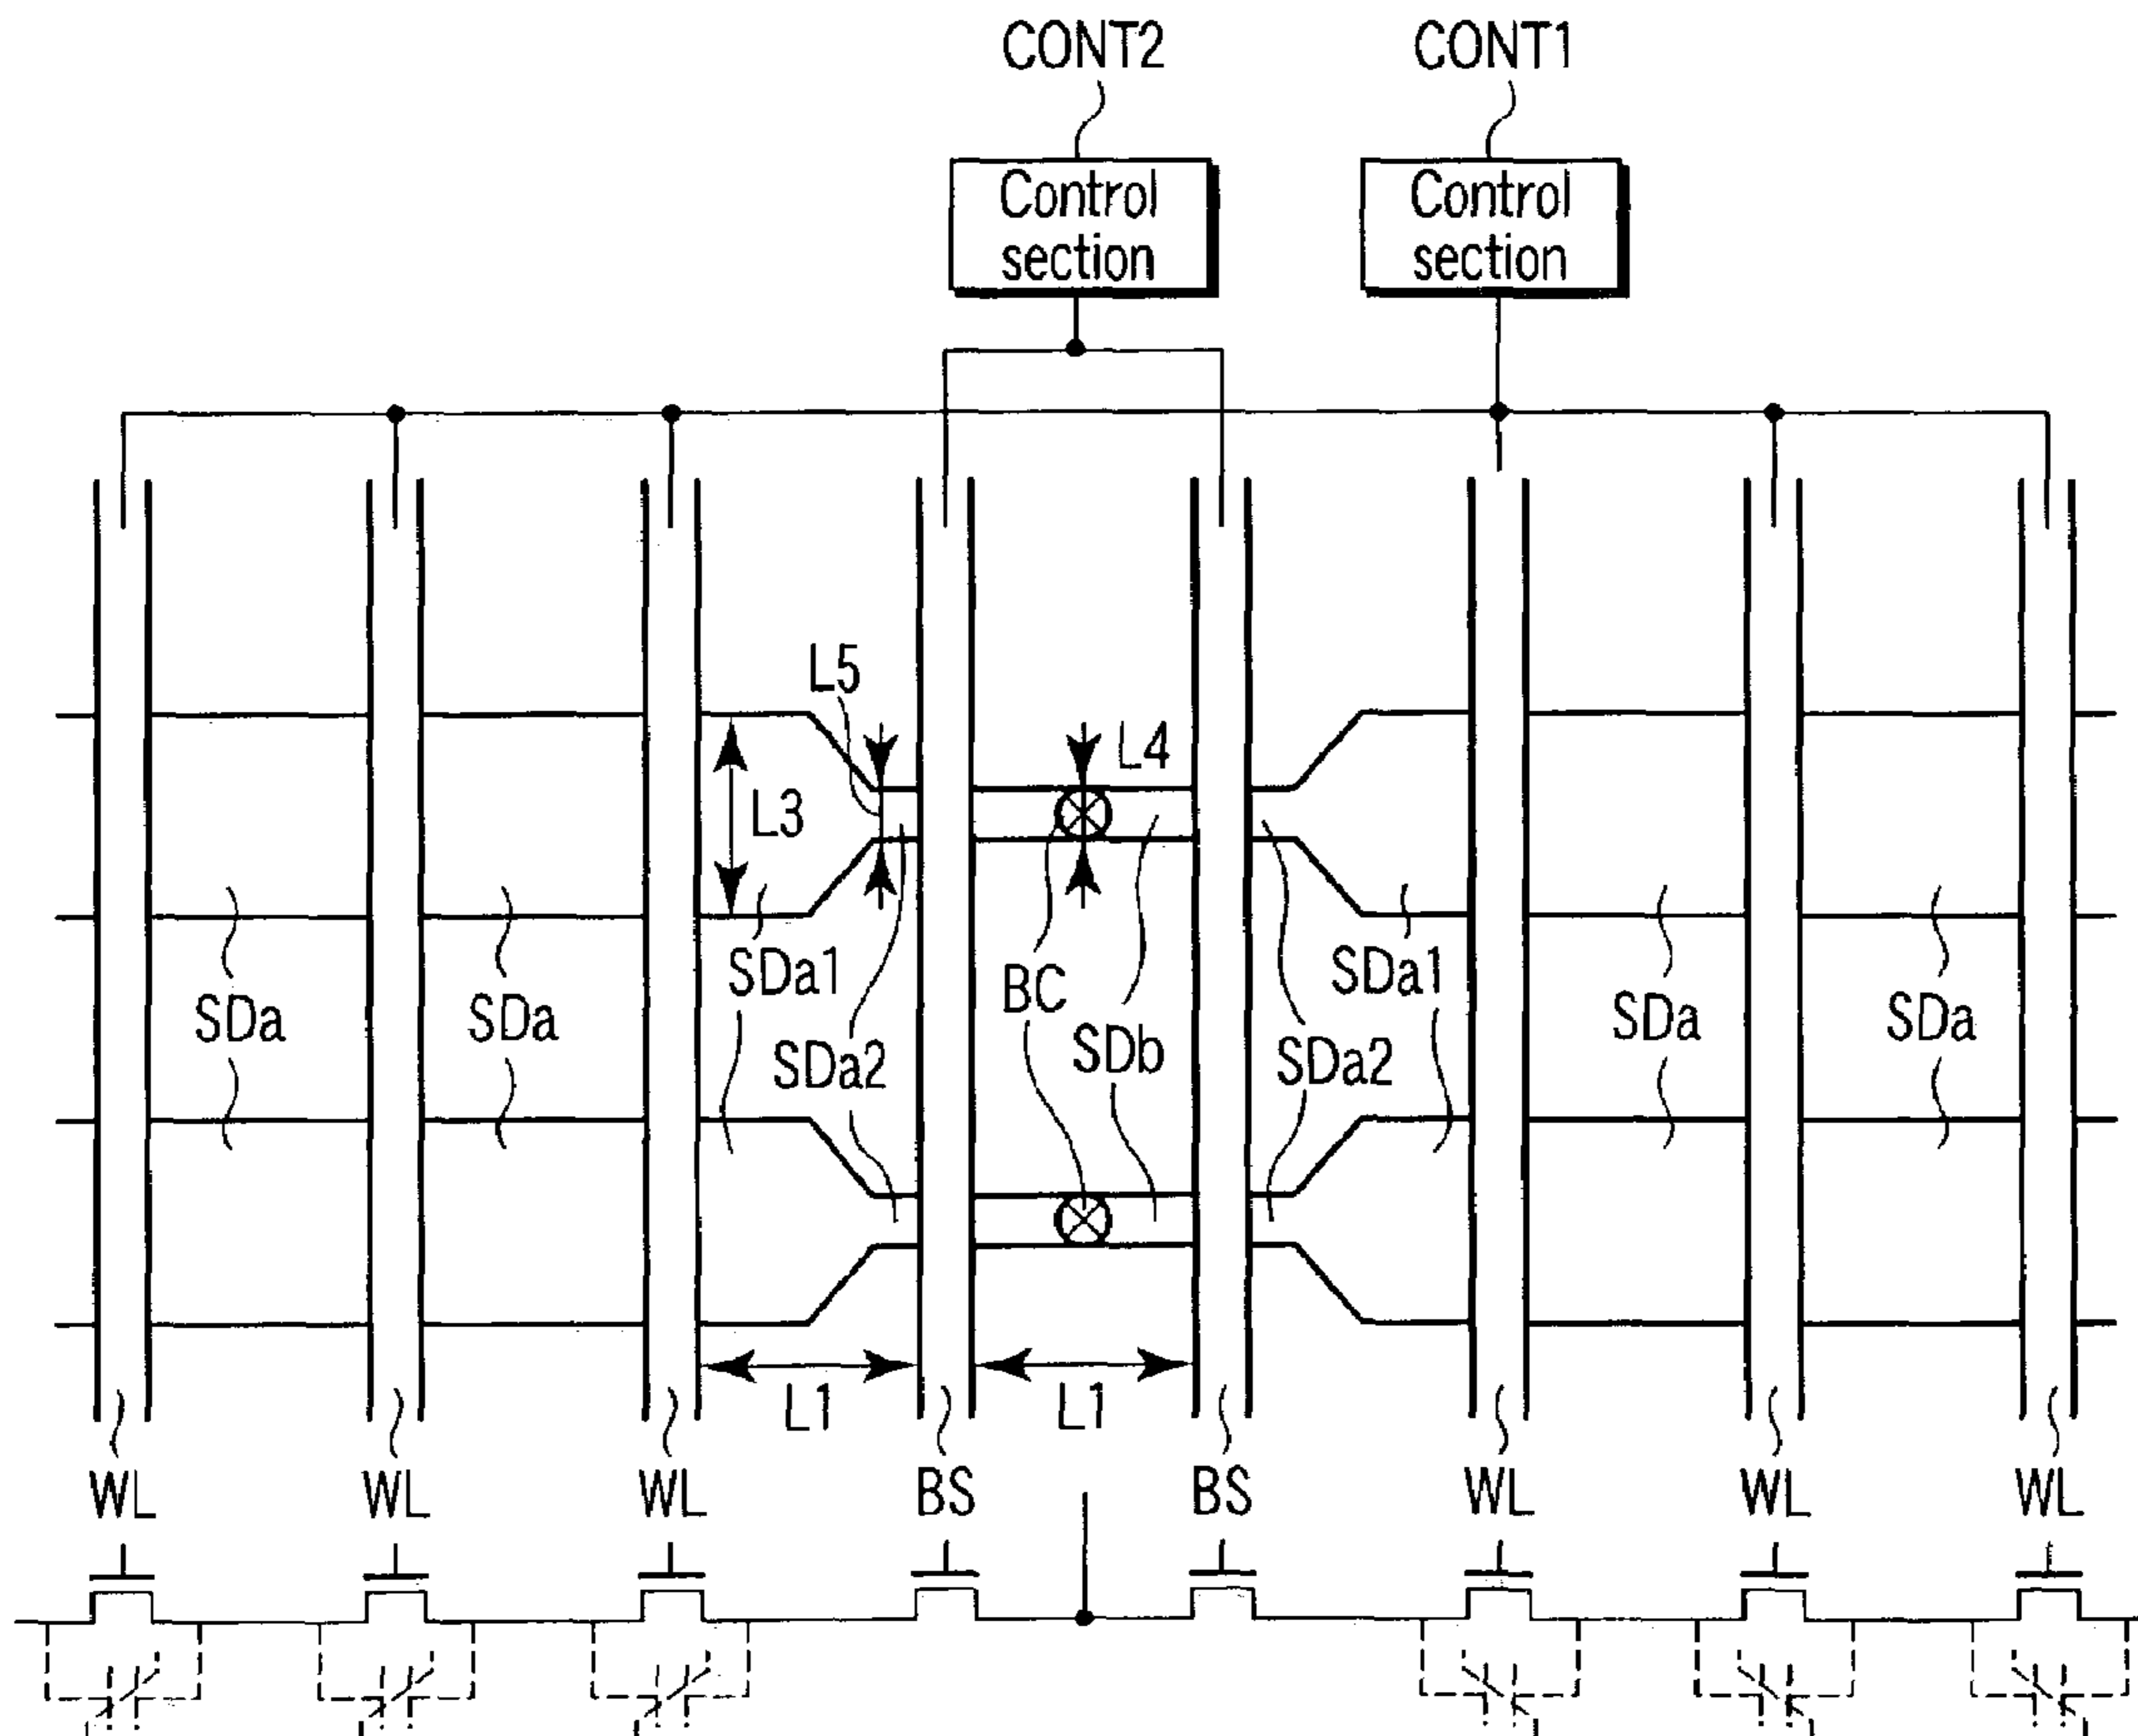 CONT2
CONT1
Control
section
Control
section
L5
L4
L3
SDa1
BC
SDa1
SDa
SDa
SDa
SDa
SDa2
SDb
SDa2
L1
L1
WL
WL
WL
BS
BS
WL
WL
WL